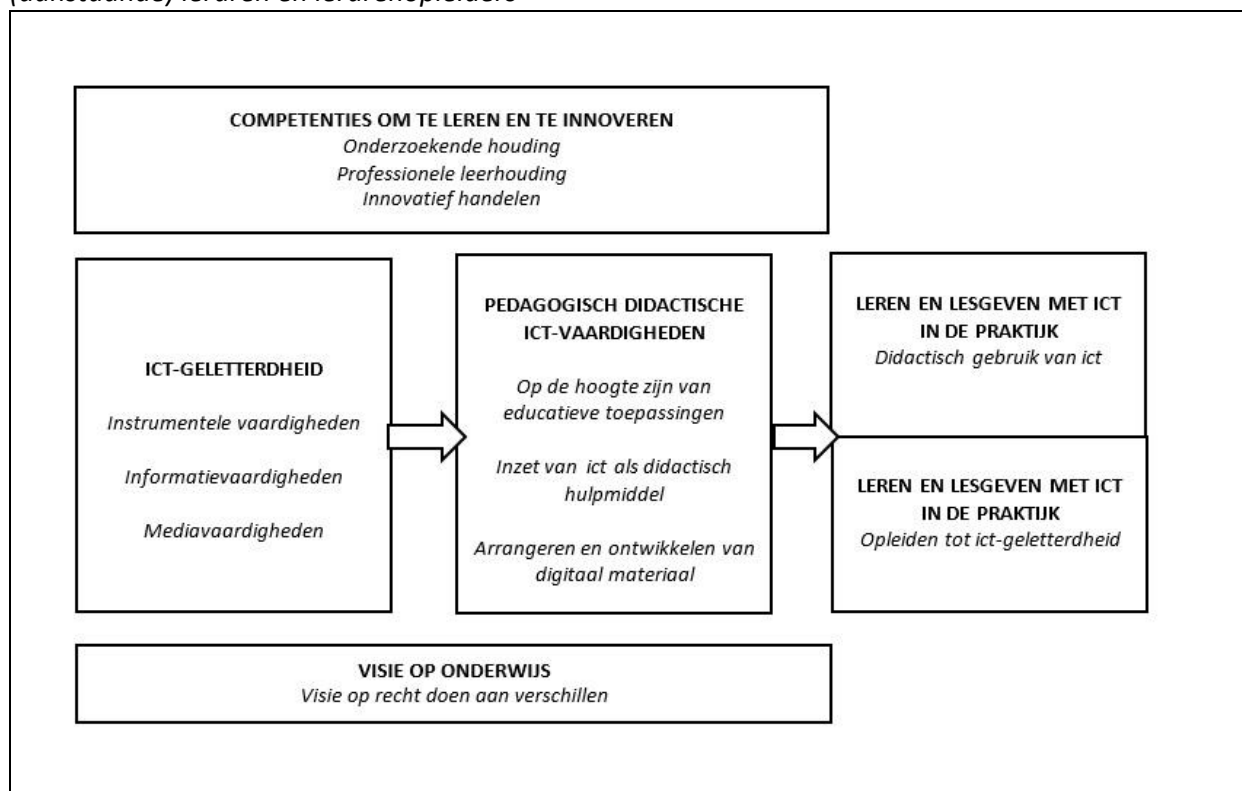 (aanstaande) leraren en lerarenopleiders
COMPETENTIES OM TE LEREN EN TE INNOVEREN
Onderzoekende houding
Professionele leerhouding
Innovatief handelen
ICT-GELETTERDHEID
Instrumentele vaardigheden
Informatievaardigheden
Mediavaardigheden
PEDAGOGISCH DIDACTISCHE
ICT-VAARDIGHEDEN
Op de hoogte zijn van
educatieve toepassingen
Inzet van ict als didactisch
hulpmiddel
Arrangeren en ontwikkelen van
digitaal materiaal
LEREN EN LESGEVEN MET ICT
IN DE PRAKTIJK
Didactisch gebruik van ict
LEREN EN LESGEVEN MET ICT
IN DE PRAKTIJK
Opleiden tot ict-geletterdheid
VISIE OP ONDERWIJS
Visie op recht doen aan verschillen